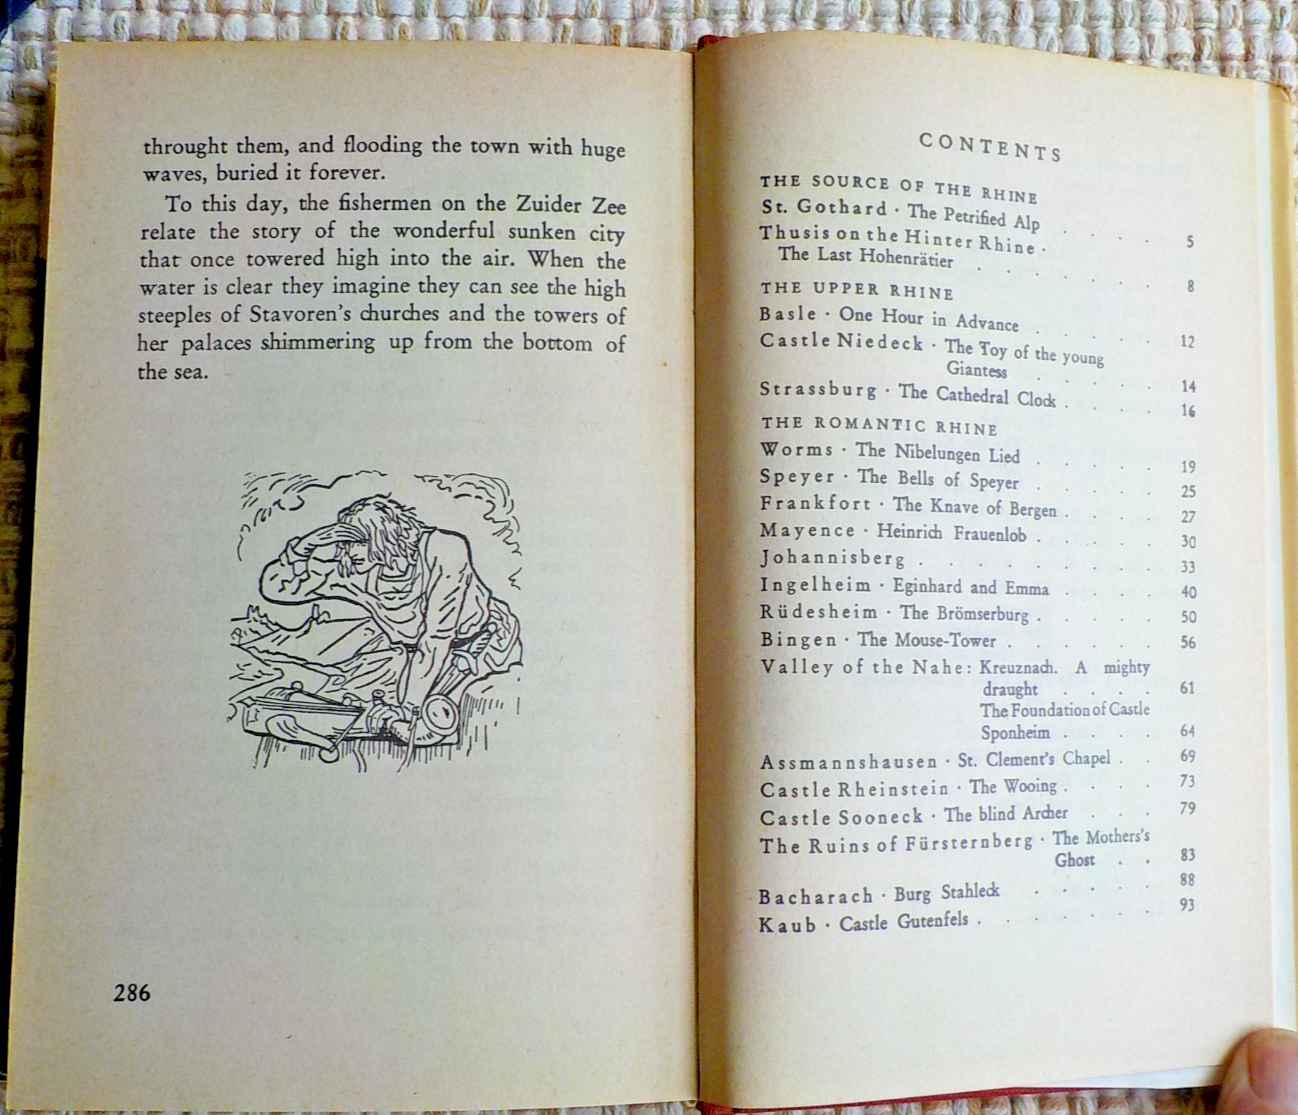 throught them, and flooding the town with huge
waves, buried it forever.
To this day, the fishermen on the Zuider Zee
relate the story of the wonderful sunken city
that once towered high into the air. When the
water is clear they imagine they can see the high
steeples of Stavoren's churches and the towers of
her palaces shimmering up from the bottom of
the sea.
286
CONTENTS
THE SOURCE OF THE RHINE
St. Gothard · The Petrified Alp . . . . 5
Thusis on the Hinter Rhine ·
The Last Hohenrätier . . . . . . . 8
THE UPPER RHINE
Basle · One Hour in Advance . . . . . 12
Castle Niedeck · The Toy of the young
Giantess . . . . . 14
Strassburg · The Cathedral Clock . . . . 16
THE ROMANTIC RHINE
Worms · The Nibelungen Lied . . . . . 19
Speyer · The Bells of Speyer . . . . . 25
Frankfort · The Knave of Bergen . . . . 27
Mayence · Heinrich Frauenlob . . . . . 30
Johannisberg . . . . . . . . . 33
Ingelheim · Eginhard and Emma . . . . 40
Rüdesheim · The Brömserburg . . . . . 50
Bingen · The Mouse-Tower . . . . . . 56
Valley of the Nahe: Kreuznach. A mighty
draught . . . . 61
The Foundation of Castle
Sponheim . . . . 64
Assmannshausen · St. Clement's Chapel . . 69
Castle Rheinstein · The Wooing . . . . 73
Castle Sooneck · The blind Archer . . . 79
The Ruins of Fürsternberg · The Mothers's
Ghost . . 83
Bacharach · Burg Stahleck . . . . . 88
Kaub · Castle Gutenfels . . . . . . . 93